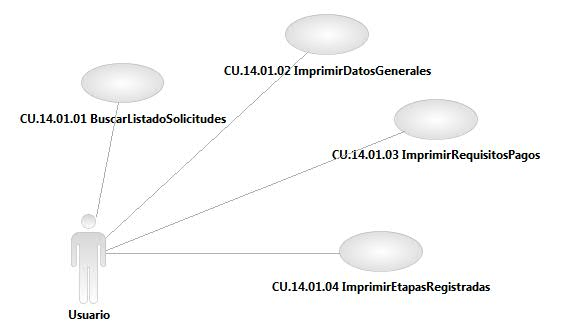 CU.14.01.02 ImprimirDatosGenerales
CU.14.01.01 BuscarListadoSolicitudes
CU.14.01.03 ImprimirRequisitosPagos
CU.14.01.04 ImprimirEtapasRegistradas
Usuario